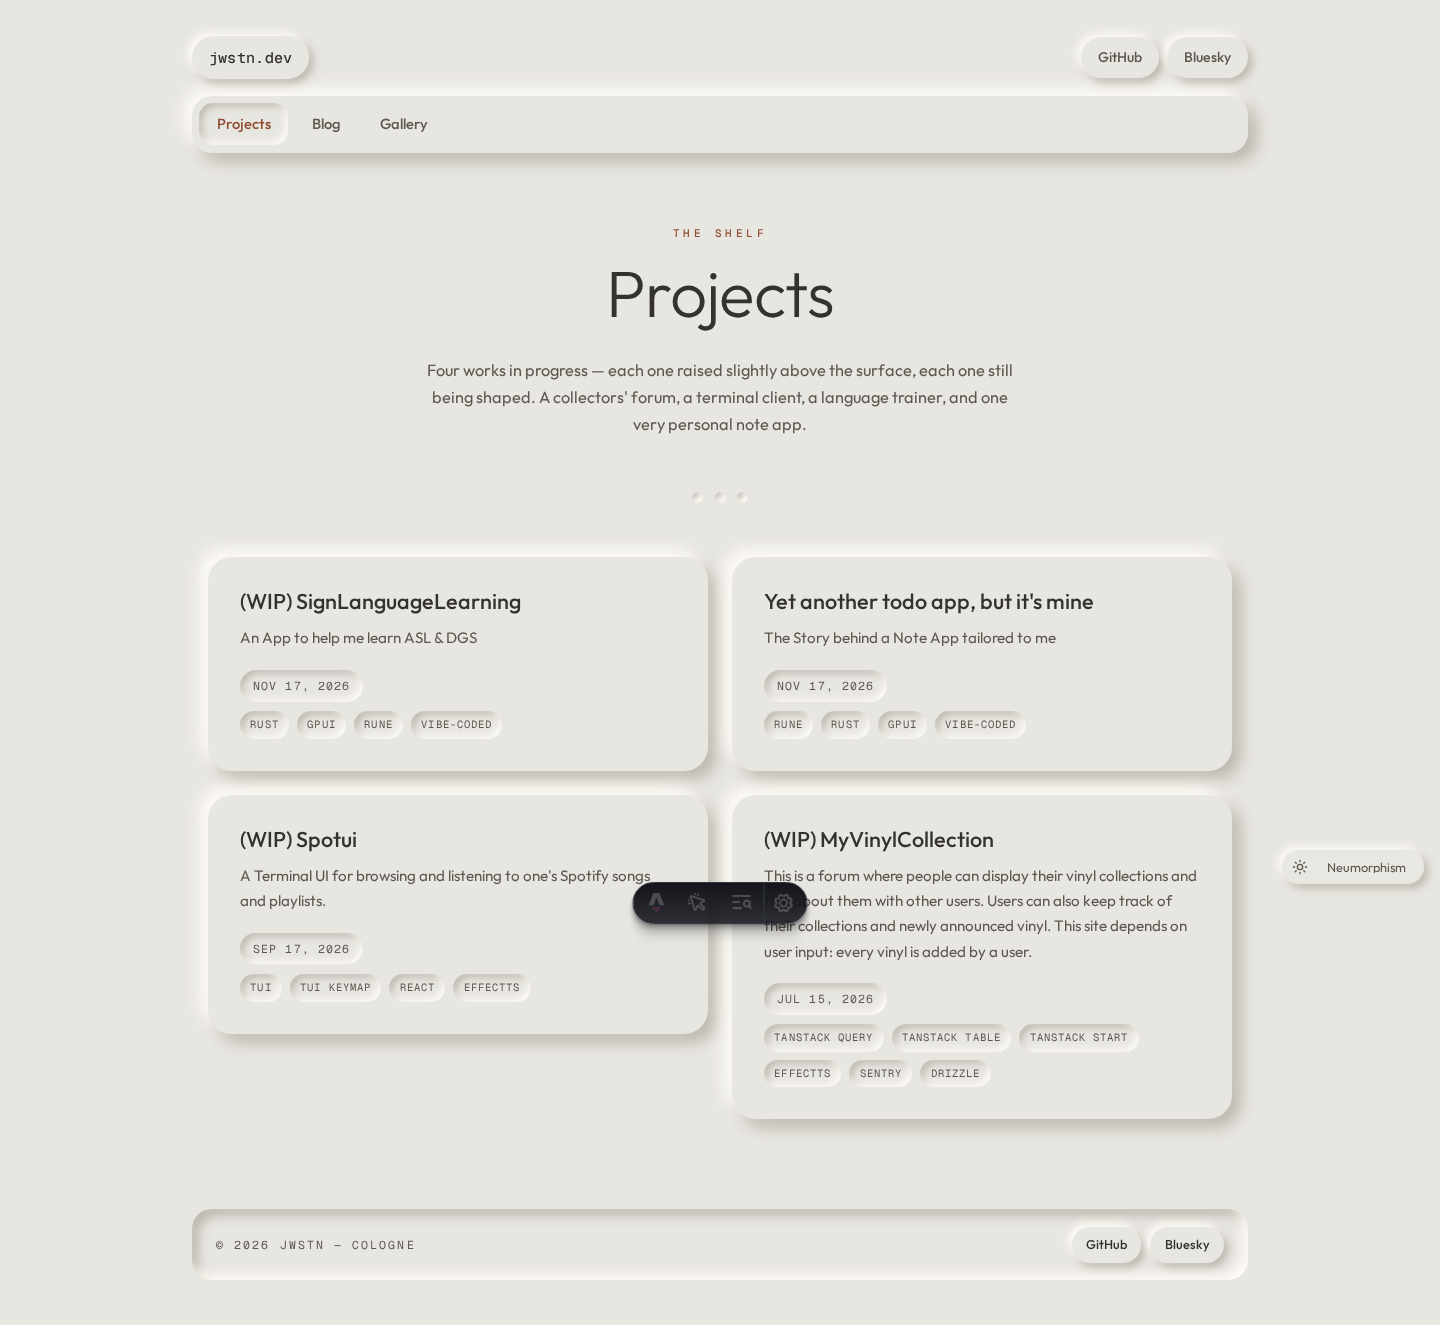 jwstn.dev
GitHub
Bluesky
Projects
Blog
Gallery
THE SHELF
Projects
Four works in progress — each one raised slightly above the surface, each one still
being shaped. A collectors' forum, a terminal client, a language trainer, and one
very personal note app.
(WIP) SignLanguageLearning
An App to help me learn ASL & DGS
NOV 17, 2026
RUST
GPUI
RUNE
VIBE-CODED
Yet another todo app, but it's mine
The Story behind a Note App tailored to me
NOV 17, 2026
RUNE
RUST
GPUI
VIBE-CODED
(WIP) Spotui
A Terminal UI for browsing and listening to one's Spotify songs
and playlists.
SEP 17, 2026
TUI
TUI KEYMAP
REACT
EFFECTTS
(WIP) MyVinylCollection
This is a forum where people can display their vinyl collections and
about them with other users. Users can also keep track of
their collections and newly announced vinyl. This site depends on
user input: every vinyl is added by a user.
JUL 15, 2026
TANSTACK QUERY
TANSTACK TABLE
TANSTACK START
EFFECTTS
SENTRY
DRIZZLE
Neumorphism
© 2026 JWSTN — COLOGNE
GitHub
Bluesky